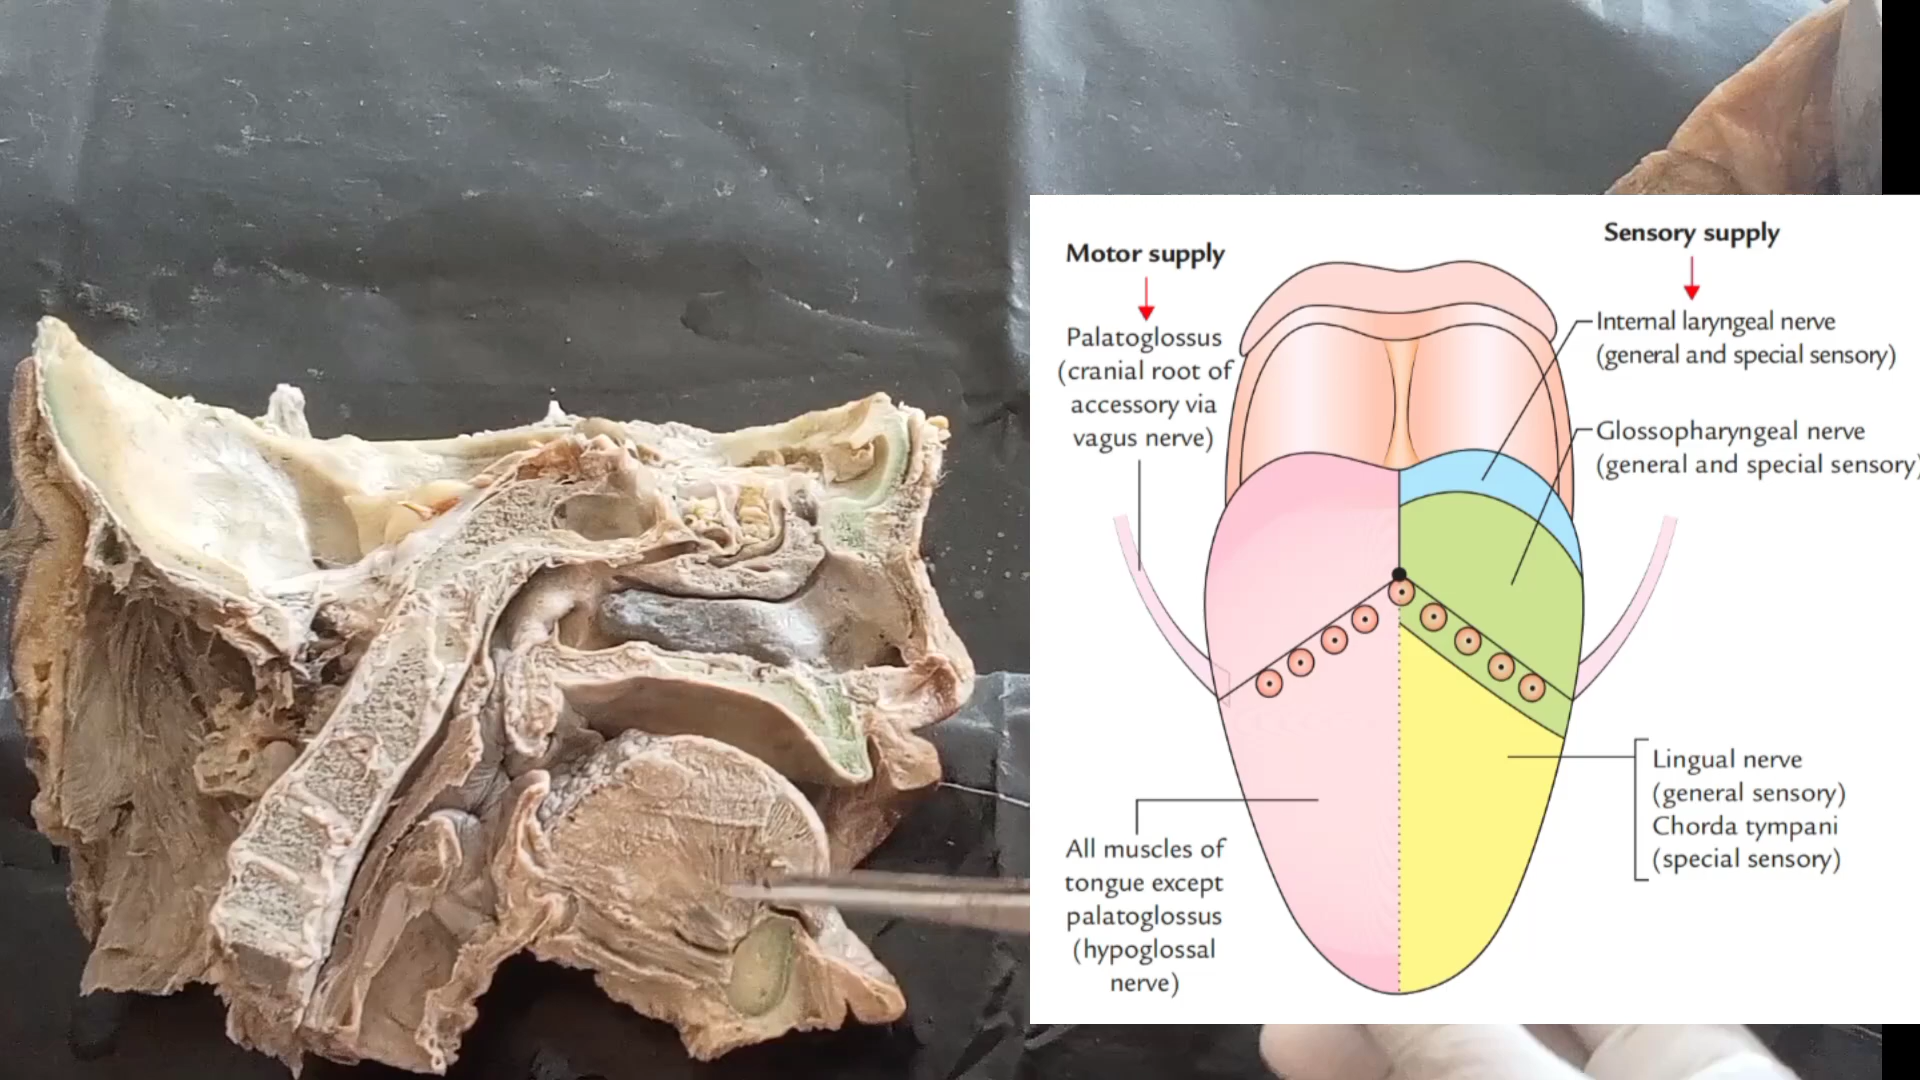 Motor supply
Palatoglossus
(cranial root of
accessory via
vagus nerve)
All muscles of
tongue except
palatoglossus
(hypoglossal
nerve)
Sensory supply
Internal laryngeal nerve
(general and special sensory)
Glossopharyngeal nerve
(general and special sensory)
Lingual nerve
(general sensory)
Chorda tympani
(special sensory)